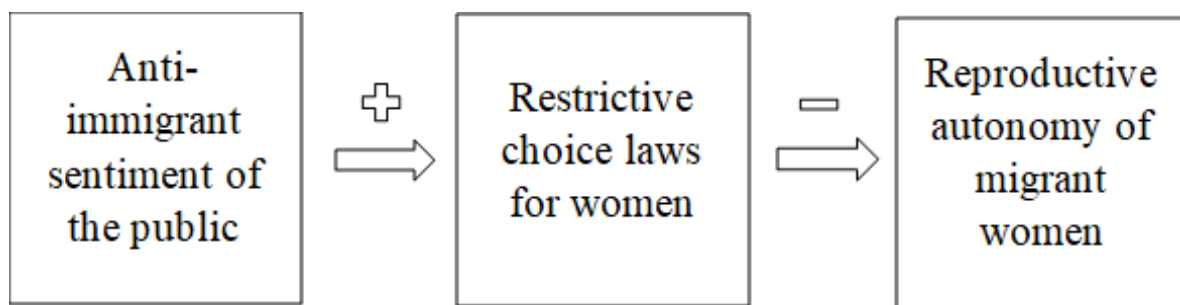 Anti-
immigrant
sentiment of
the public
Restrictive
choice laws
for women
Reproductive
autonomy of
migrant
women